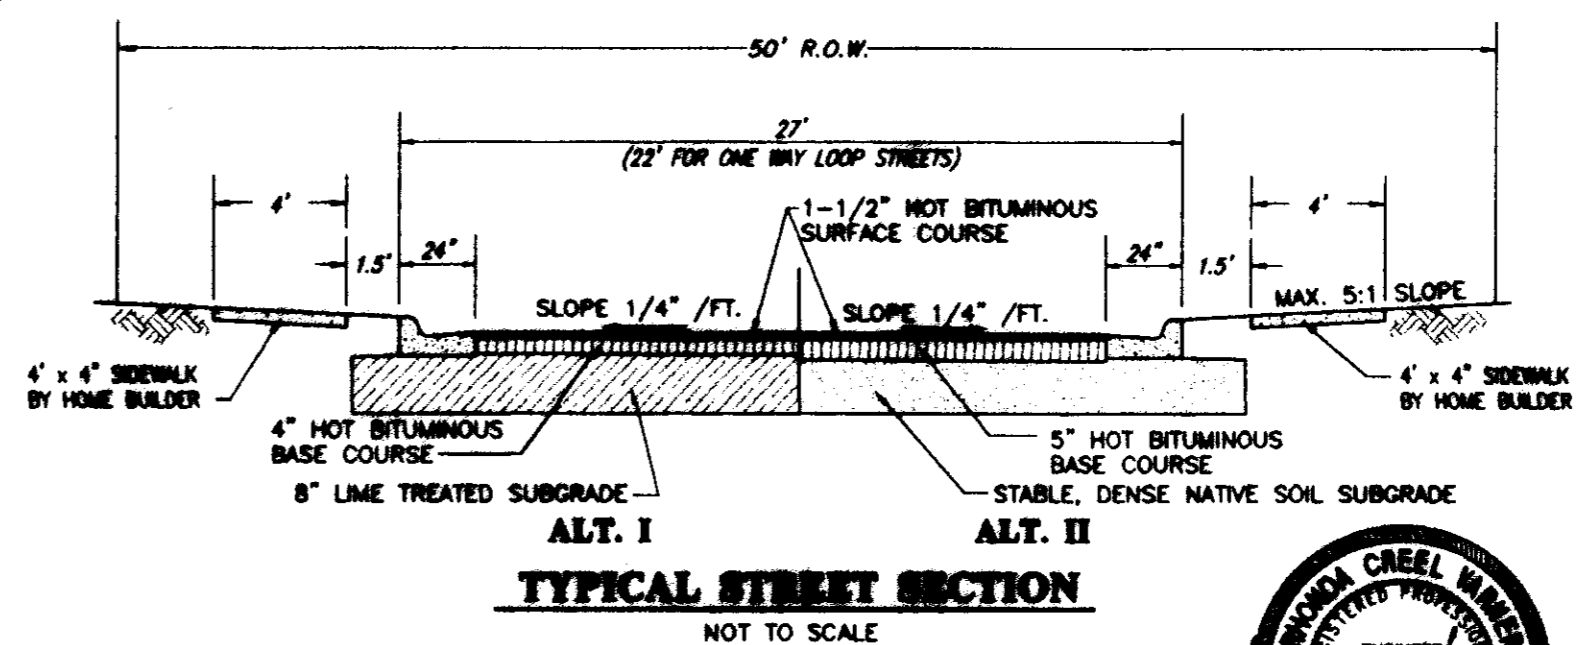 50' R.O.W.
27'
(22' FOR ONE WAY LOOP STREETS)
4'
1-1/2" HOT BITUMINOUS
SURFACE COURSE
4'
1.5'
24"
24"
1.5'
SLOPE 1/4" /FT.
SLOPE 1/4" /FT.
MAX. 5:1 SLOPE
4' x 4" SIDEWALK
BY HOME BUILDER
4' x 4" SIDEWALK
BY HOME BUILDER
4" HOT BITUMINOUS
BASE COURSE
5" HOT BITUMINOUS
BASE COURSE
8" LIME TREATED SUBGRADE
STABLE, DENSE NATIVE SOIL SUBGRADE
ALT. I
ALT. II
TYPICAL STREET SECTION
NOT TO SCALE
RHONDA CREEL